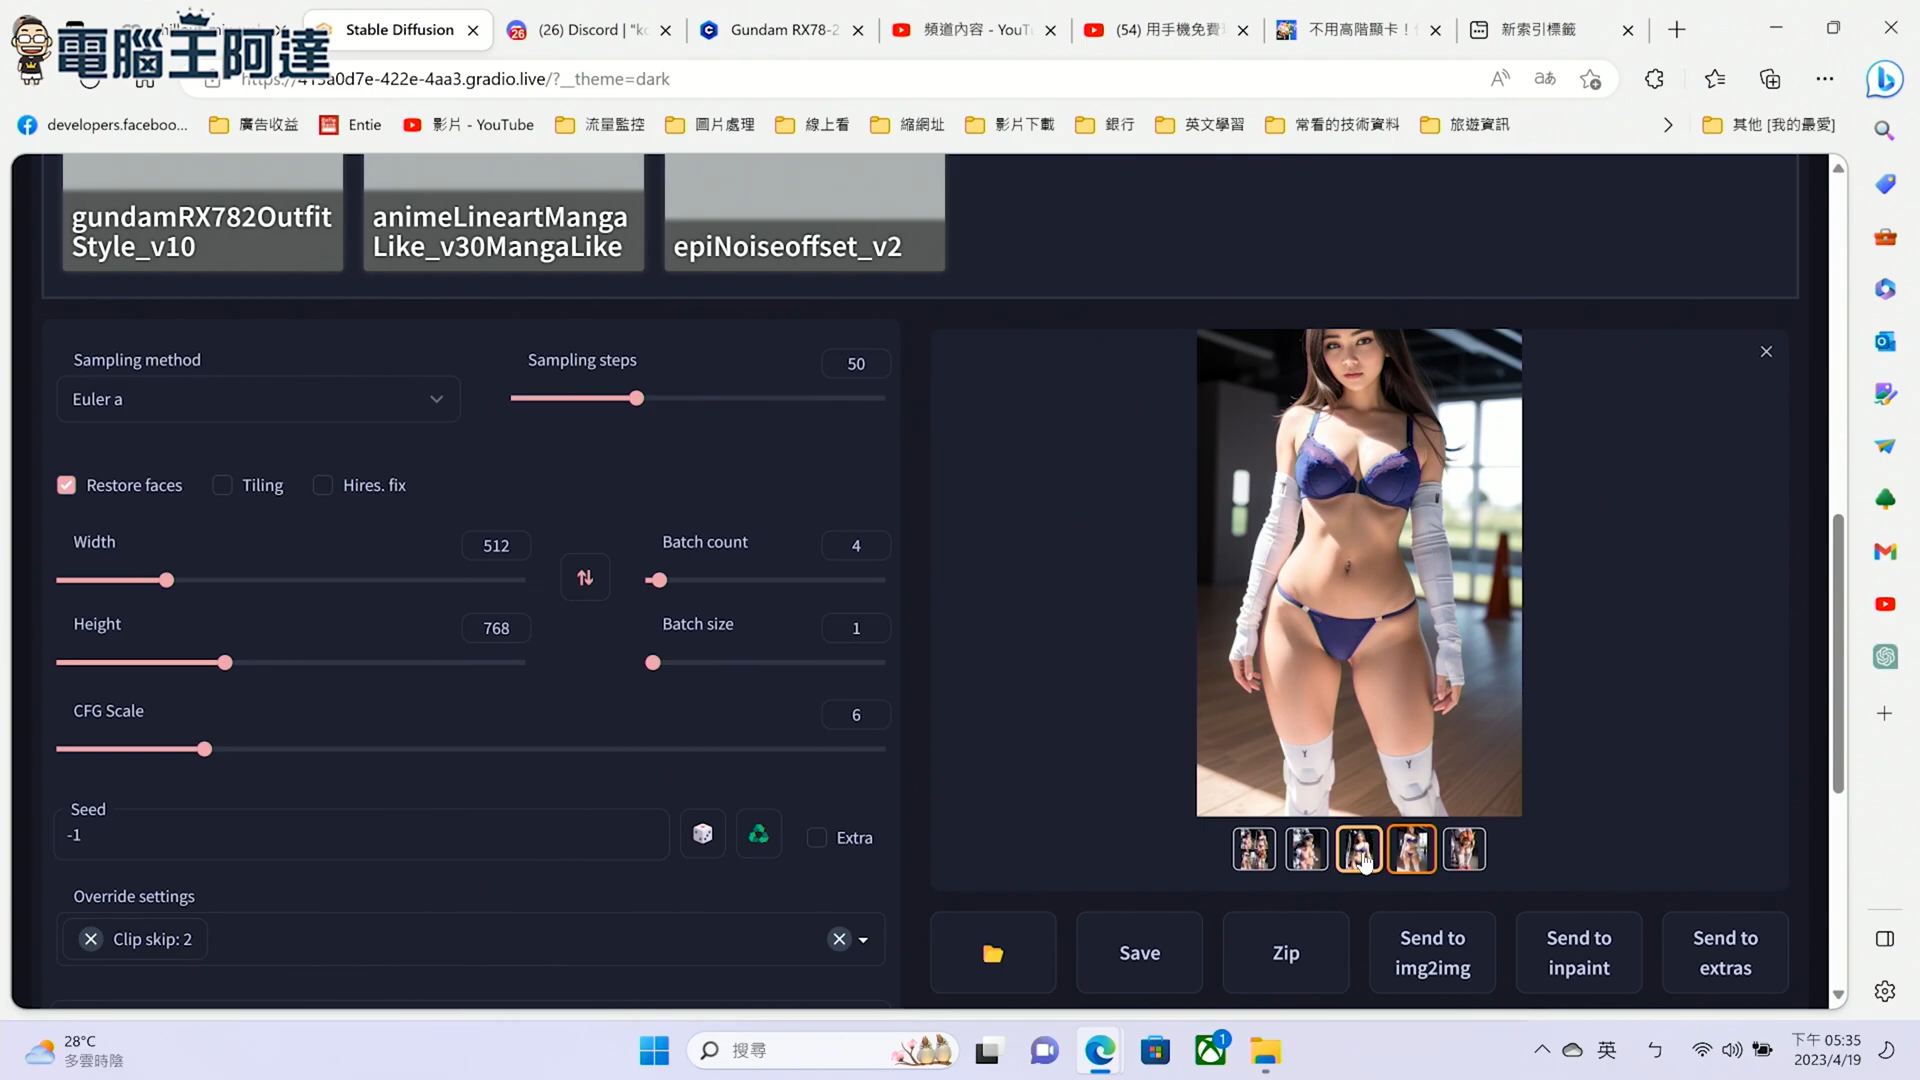 電腦王阿達
Stable Diffusion
(26) Discord | "kc
Gundam RX78-2
頻道內容 - YouTu
(54) 用手機免費
不用高階顯卡！
新索引標籤
https://413a0d7e-422e-4aa3.gradio.live/?__theme=dark
developers.faceboo...
廣告收益
Entie
影片 - YouTube
流量監控
圖片處理
線上看
縮網址
影片下載
銀行
英文學習
常看的技術資料
旅遊資訊
其他 [我的最愛]
gundamRX782Outfit
Style_v10
animeLineartManga
Like_v30MangaLike
epiNoiseoffset_v2
Sampling method
Euler a
Sampling steps
50
Restore faces
Tiling
Hires. fix
Width
512
Batch count
4
Height
768
Batch size
1
CFG Scale
6
Seed
-1
Extra
Override settings
Clip skip: 2
Save
Zip
Send to
img2img
Send to
inpaint
Send to
extras
28°C
多雲時陰
搜尋
1
英
下午 05:35
2023/4/19